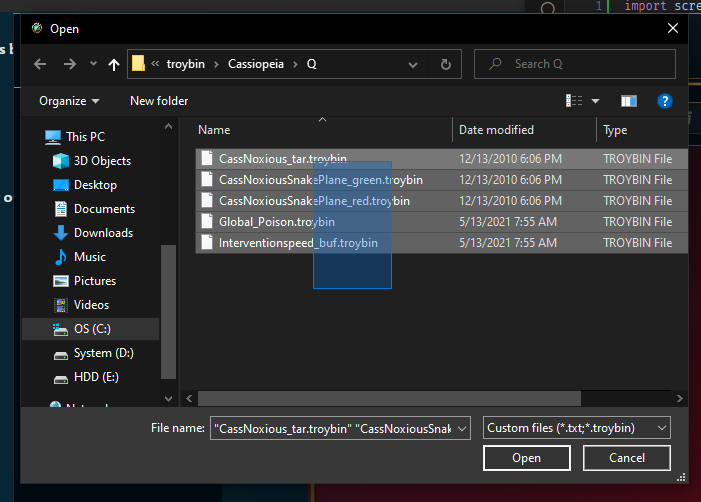 1 import scre
Open
« troybin > Cassiopeia > Q
Search Q
Organize
New folder
?
Name
Date modified
Type
This PC
3D Objects
Desktop
Documents
Downloads
Music
Pictures
Videos
OS (C:)
System (D:)
HDD (E:)
CassNoxious_tar.troybin 12/13/2010 6:06 PM TROYBIN File
CassNoxiousSnakePlane_green.troybin 12/13/2010 6:06 PM TROYBIN File
CassNoxiousSnakePlane_red.troybin 12/13/2010 6:06 PM TROYBIN File
Global_Poison.troybin 5/13/2021 7:55 AM TROYBIN File
Interventionspeed_buf.troybin 5/13/2021 7:55 AM TROYBIN File
File name:
"CassNoxious_tar.troybin" "CassNoxiousSnak
Custom files (*.txt;*.troybin)
Open
Cancel